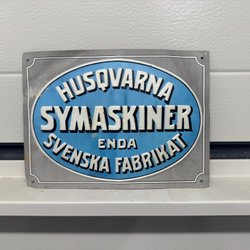 HUSQVARNA
SYMASKINER
ENDA
SVENSKA FABRIKAT